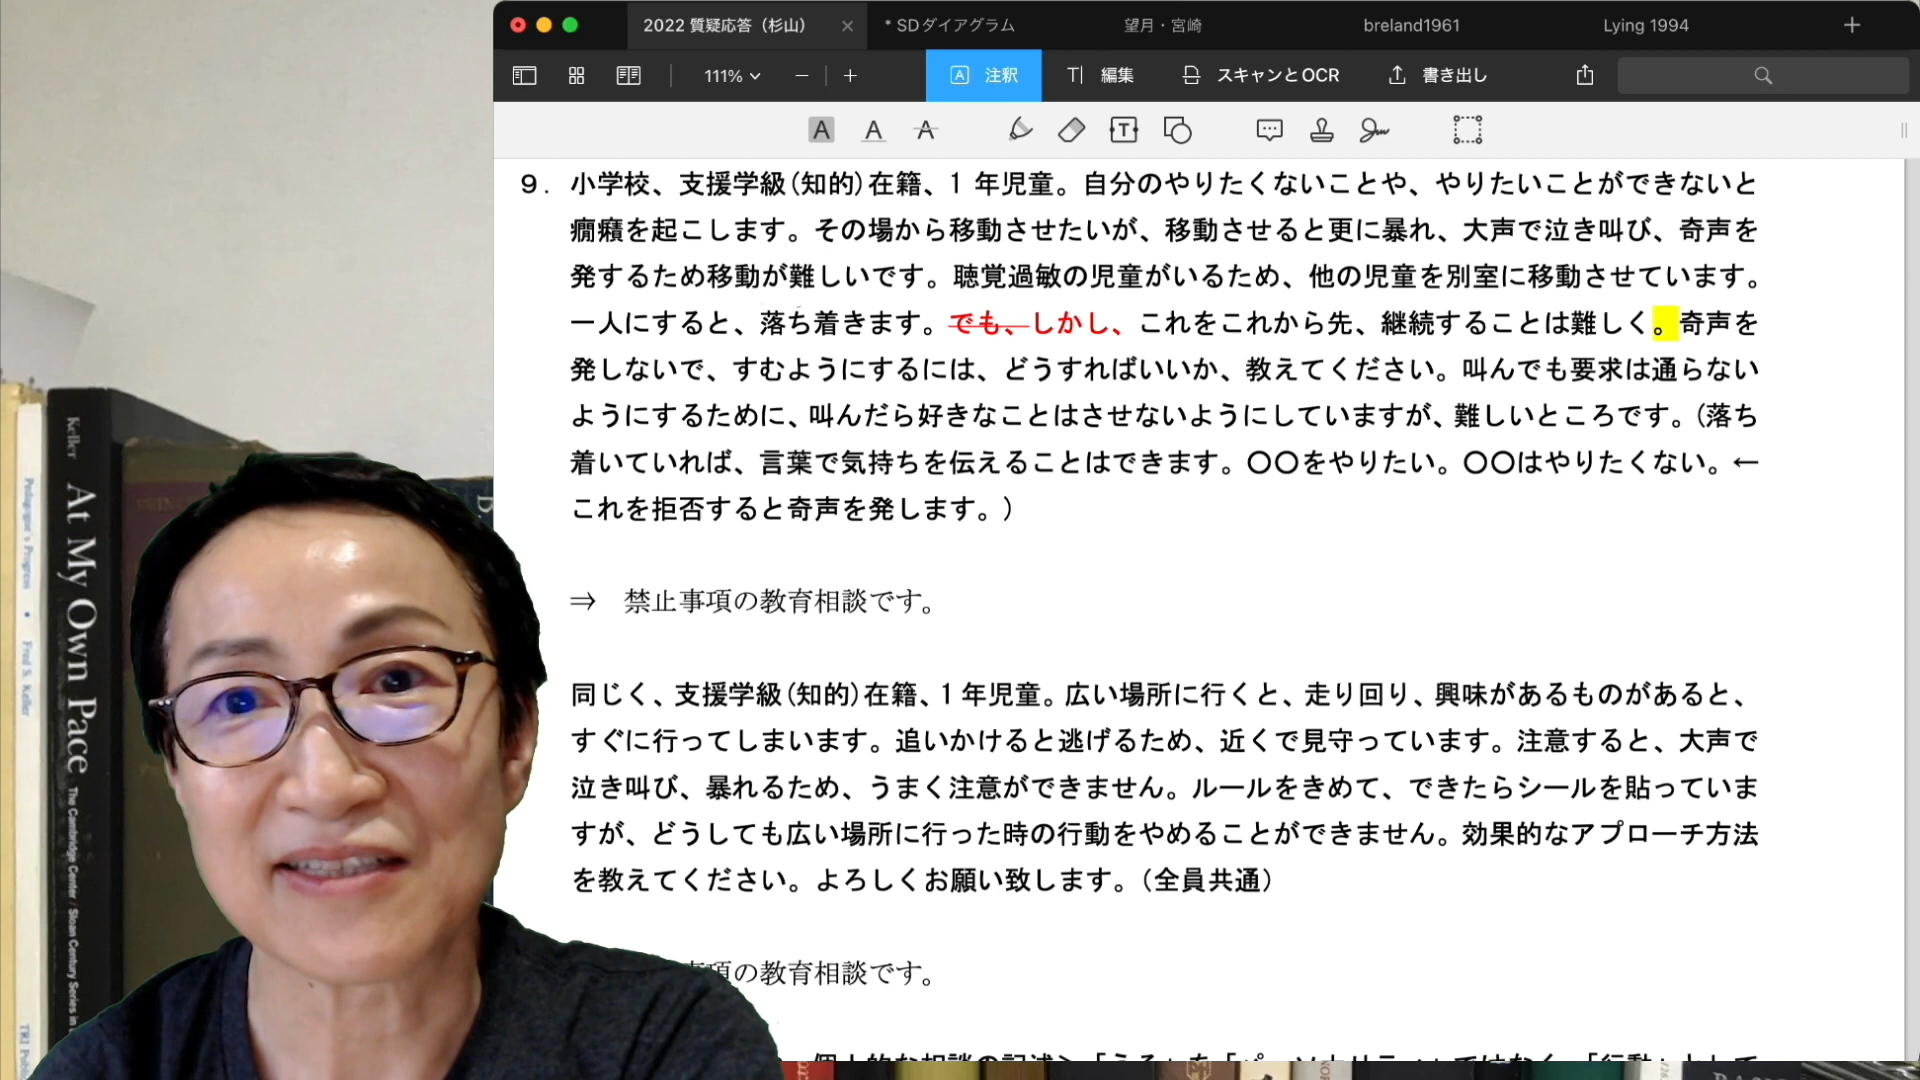 2022 質疑応答（杉山）
* SDダイアグラム
望月・宮崎
breland1961
Lying 1994
111%
注釈
編集
スキャンとOCR
書き出し
９．小学校、支援学級(知的)在籍、1 年児童。自分のやりたくないことや、やりたいことができないと
癇癪を起こします。その場から移動させたいが、移動させると更に暴れ、大声で泣き叫び、奇声を
発するため移動が難しいです。聴覚過敏の児童がいるため、他の児童を別室に移動させています。
一人にすると、落ち着きます。でも、しかし、これをこれから先、継続することは難しく。奇声を
発しないで、すむようにするには、どうすればいいか、教えてください。叫んでも要求は通らない
ようにするために、叫んだら好きなことはさせないようにしていますが、難しいところです。（落ち
着いていれば、言葉で気持ちを伝えることはできます。〇〇をやりたい。〇〇はやりたくない。←
これを拒否すると奇声を発します。）
⇒　禁止事項の教育相談です。
同じく、支援学級(知的)在籍、1 年児童。広い場所に行くと、走り回り、興味があるものがあると、
すぐに行ってしまいます。追いかけると逃げるため、近くで見守っています。注意すると、大声で
泣き叫び、暴れるため、うまく注意ができません。ルールをきめて、できたらシールを貼っていま
すが、どうしても広い場所に行った時の行動をやめることができません。効果的なアプローチ方法
を教えてください。よろしくお願い致します。（全員共通）
事項の教育相談です。
Keller
At My Own Pace
The Cambridge Center / Sloan Century Series in
Pedagogue's Progress • Fred S. Keller